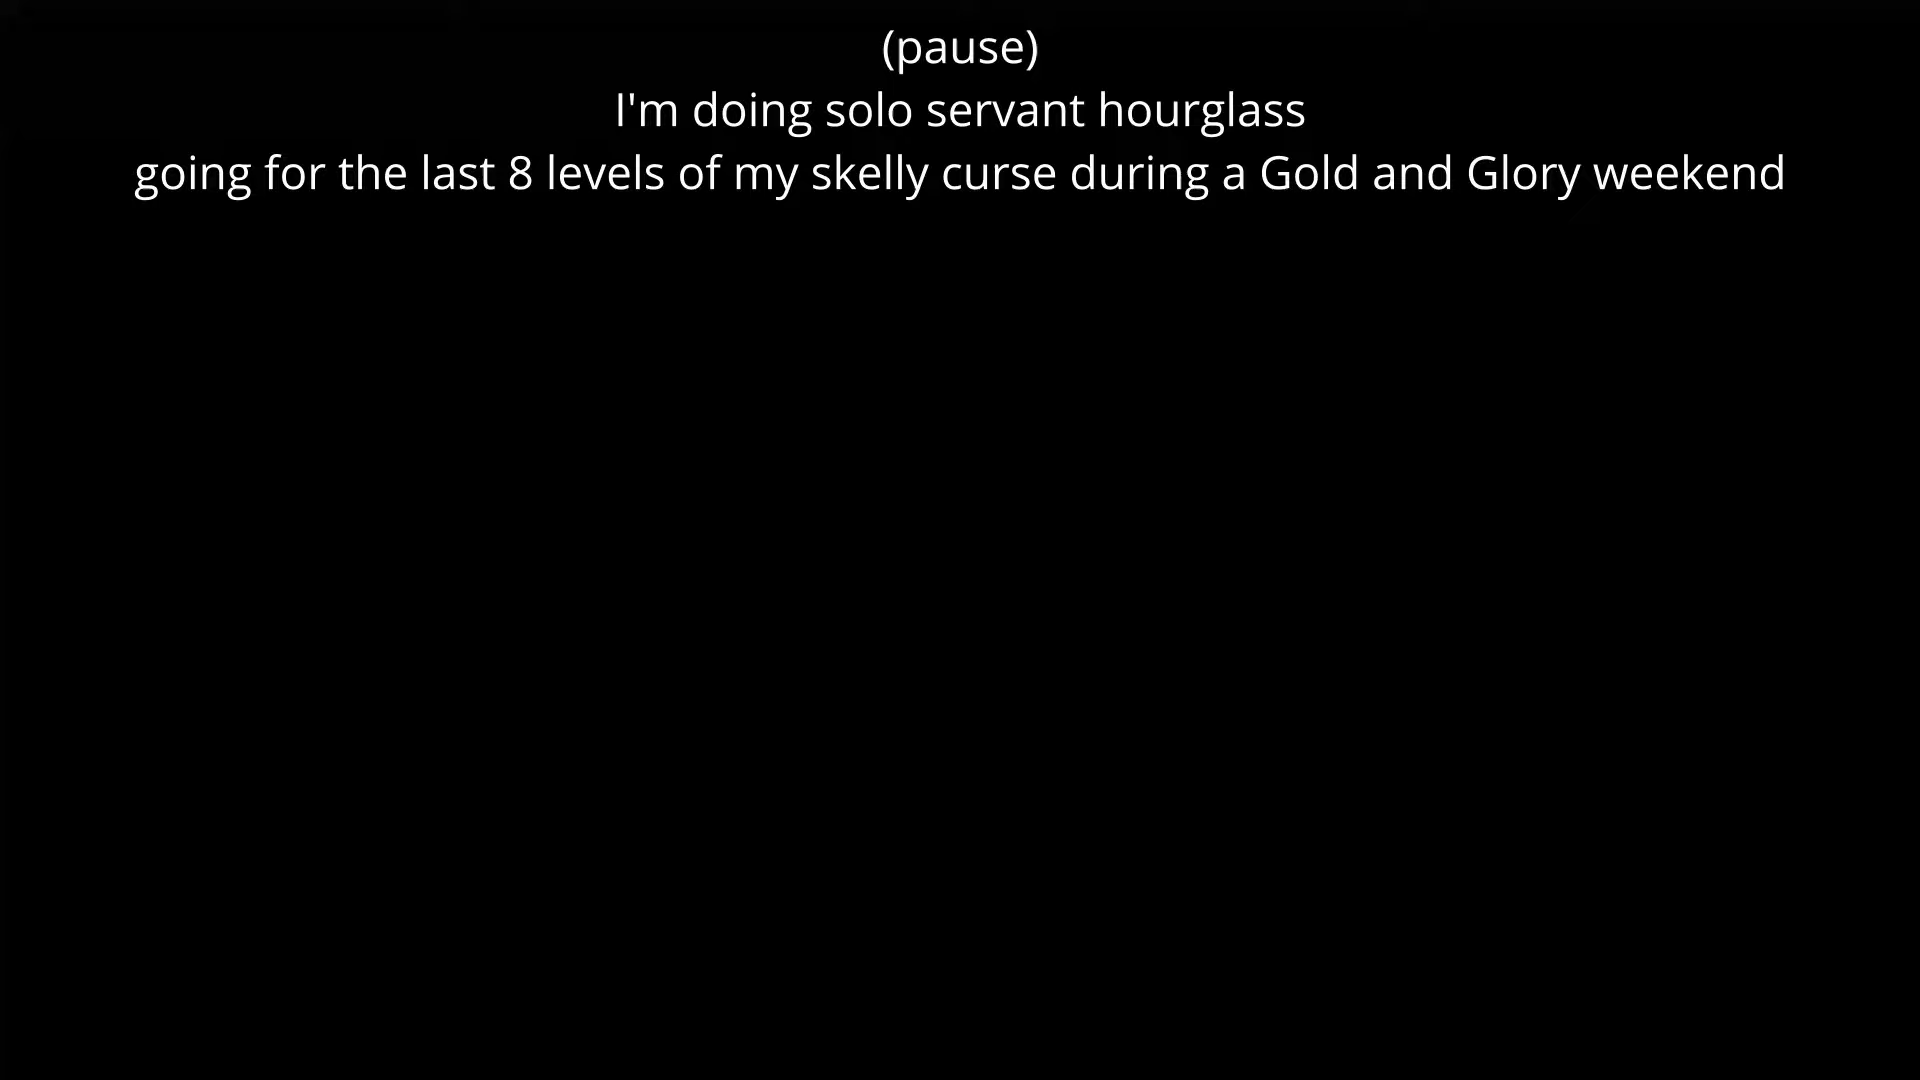 (pause)
I'm doing solo servant hourglass
going for the last 8 levels of my skelly curse during a Gold and Glory weekend